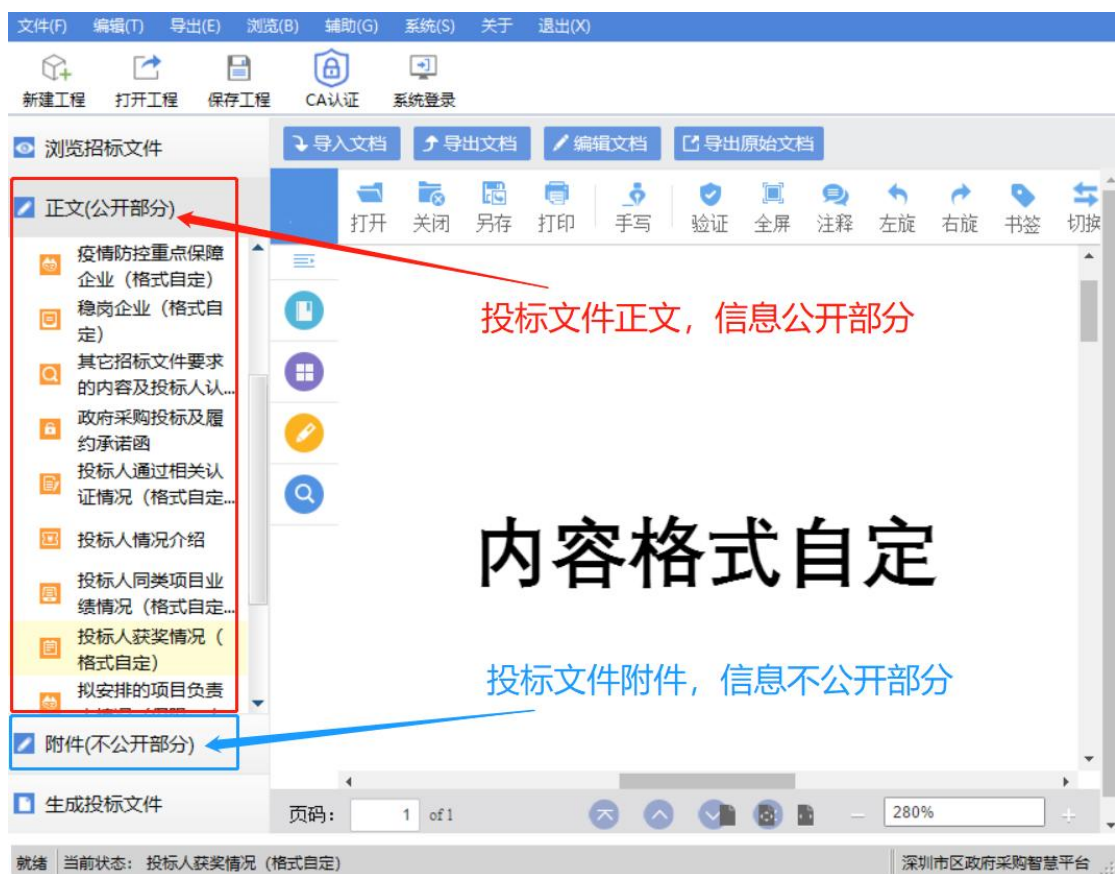 文件(F) 编辑(T) 导出(E) 浏览(B) 辅助(G) 系统(S) 关于 退出(X)
新建工程 打开工程 保存工程 CA认证 系统登录
浏览招标文件
导入文档 导出文档 编辑文档 导出原始文档
正文(公开部分)
打开 关闭 另存 打印 手写 验证 全屏 注释 左旋 右旋 书签 切换
疫情防控重点保障
企业（格式自定）
稳岗企业（格式自
定）
其它招标文件要求
的内容及投标人认...
政府采购投标及履
约承诺函
投标人通过相关认
证情况（格式自定...
投标人情况介绍
投标人同类项目业
绩情况（格式自定...
投标人获奖情况（
格式自定）
拟安排的项目负责
投标文件正文，信息公开部分
内容格式自定
投标文件附件，信息不公开部分
附件(不公开部分)
生成投标文件
页码: 1 of 1 280%
就绪 当前状态: 投标人获奖情况（格式自定） 深圳市区政府采购智慧平台